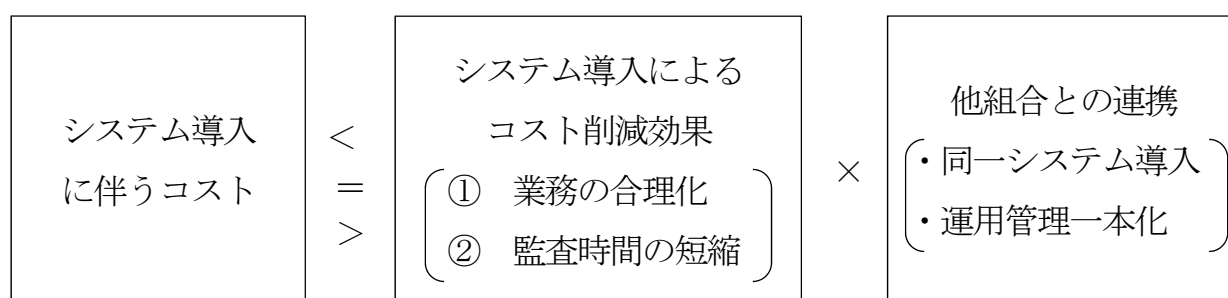 システム導入
に伴うコスト
<
=
>
システム導入による
コスト削減効果
① 業務の合理化
② 監査時間の短縮
×
他組合との連携
・同一システム導入
・運用管理一本化